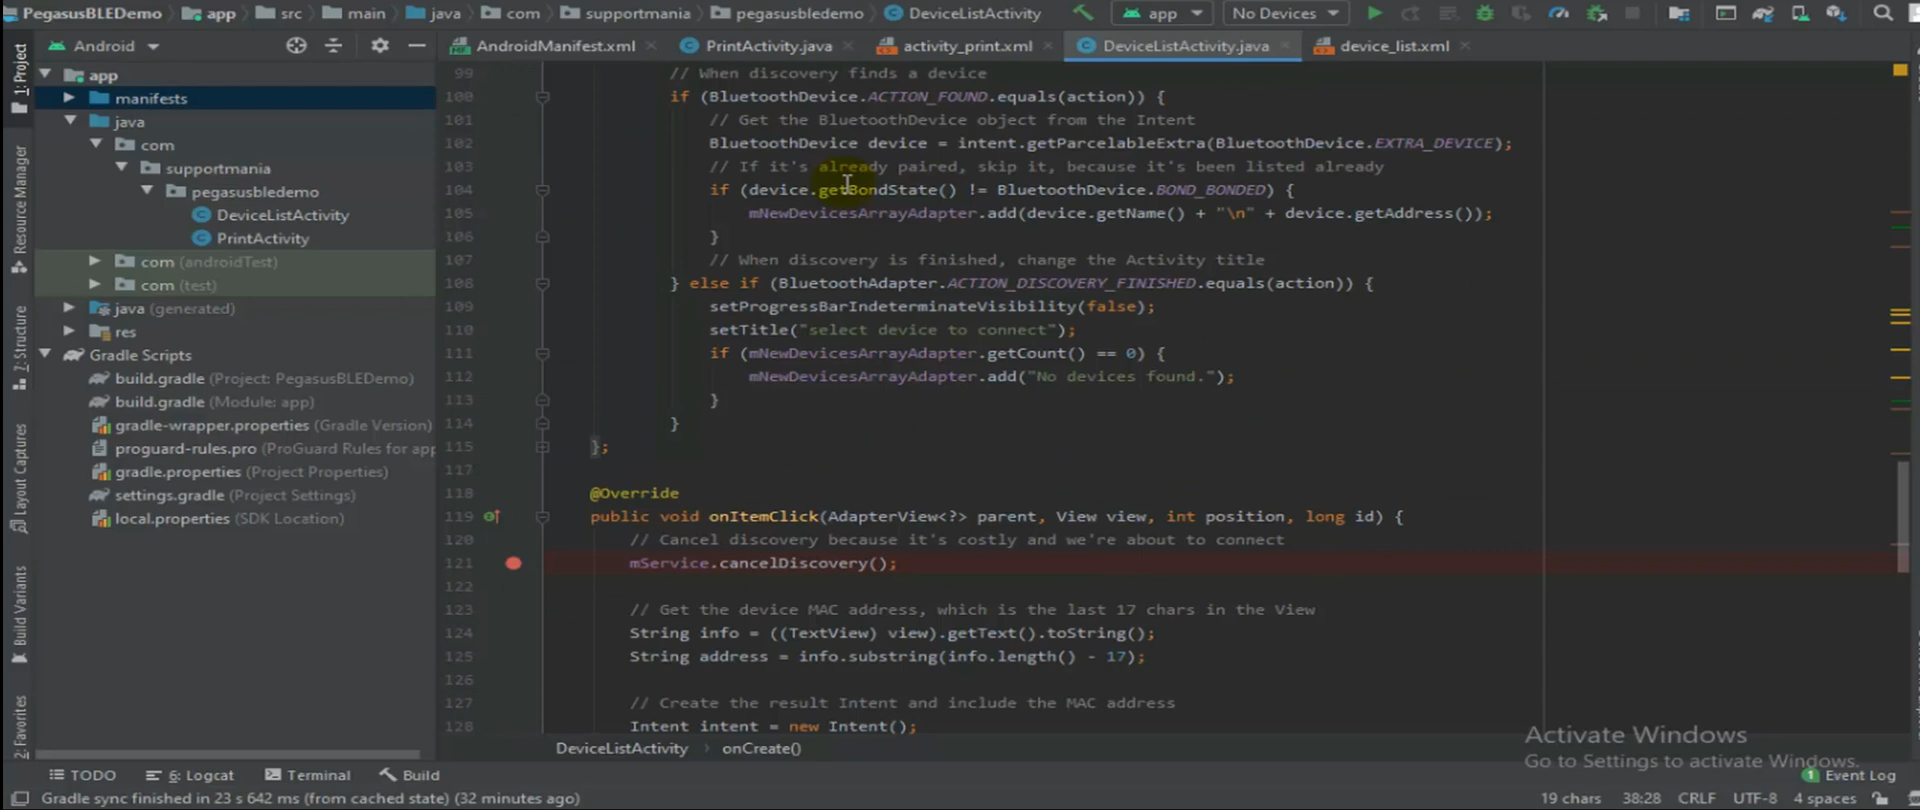 PegasusBLEDemo app src main java com supportmania pegasusbledemo DeviceListActivity app No Devices
Android AndroidManifest.xml PrintActivity.java activity_print.xml DeviceListActivity.java device_list.xml
1: Project
Resource Manager
7: Structure
Layout Captures
Build Variants
2: Favorites
app
manifests
java
com
supportmania
pegasusbledemo
DeviceListActivity
PrintActivity
com (androidTest)
com (test)
java (generated)
res
Gradle Scripts
build.gradle (Project: PegasusBLEDemo)
build.gradle (Module: app)
gradle-wrapper.properties (Gradle Version)
proguard-rules.pro (ProGuard Rules for app
gradle.properties (Project Properties)
settings.gradle (Project Settings)
local.properties (SDK Location)
99 // When discovery finds a device
100 if (BluetoothDevice.ACTION_FOUND.equals(action)) {
101 // Get the BluetoothDevice object from the Intent
102 BluetoothDevice device = intent.getParcelableExtra(BluetoothDevice.EXTRA_DEVICE);
103 // If it's already paired, skip it, because it's been listed already
104 if (device.getBondState() != BluetoothDevice.BOND_BONDED) {
105 mNewDevicesArrayAdapter.add(device.getName() + "\n" + device.getAddress());
106 }
107 // When discovery is finished, change the Activity title
108 } else if (BluetoothAdapter.ACTION_DISCOVERY_FINISHED.equals(action)) {
109 setProgressBarIndeterminateVisibility(false);
110 setTitle("select device to connect");
111 if (mNewDevicesArrayAdapter.getCount() == 0) {
112 mNewDevicesArrayAdapter.add("No devices found.");
113 }
114 }
115 };
117
118 @Override
119 public void onItemClick(AdapterView<?> parent, View view, int position, long id) {
120 // Cancel discovery because it's costly and we're about to connect
121 mService.cancelDiscovery();
122
123 // Get the device MAC address, which is the last 17 chars in the View
124 String info = ((TextView) view).getText().toString();
125 String address = info.substring(info.length() - 17);
126
127 // Create the result Intent and include the MAC address
128 Intent intent = new Intent();
DeviceListActivity onCreate()
Activate Windows
Go to Settings to activate Windows.
TODO 6: Logcat Terminal Build 1 Event Log
Gradle sync finished in 23 s 642 ms (from cached state) (32 minutes ago) 19 chars 38:28 CRLF UTF-8 4 spaces